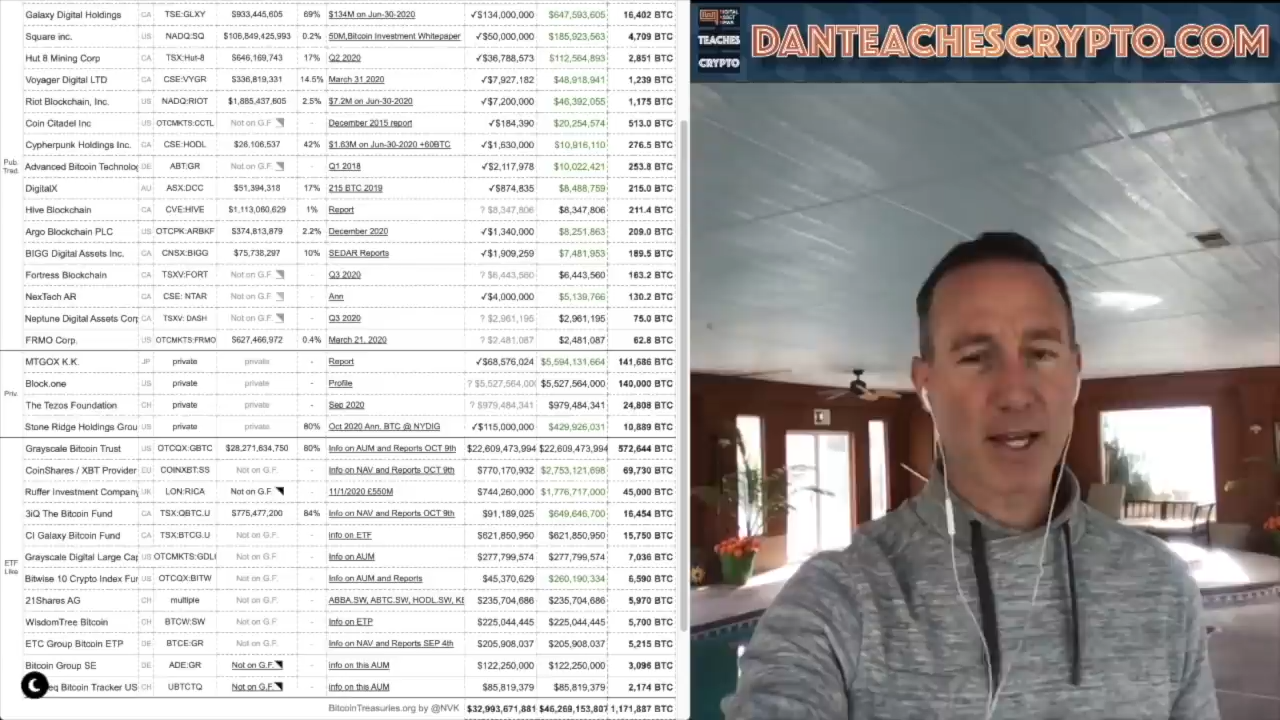 Galaxy Digital Holdings CA TSE:GLXY $933,445,605 69% $134M on Jun-30-2020 ✓$134,000,000 $647,593,605 16,402 BTC
Square inc. US NADQ:SQ $106,849,425,993 0.2% 50M,Bitcoin Investment Whitepaper ✓$50,000,000 $185,923,563 4,709 BTC
Hut 8 Mining Corp CA TSX:Hut-8 $646,169,743 17% Q2 2020 ✓$36,788,573 $112,564,893 2,851 BTC
Voyager Digital LTD CA CSE:VYGR $336,819,331 14.5% March 31 2020 ✓$7,927,182 $48,918,941 1,239 BTC
Riot Blockchain, Inc. US NADQ:RIOT $1,885,437,605 2.5% $7.2M on Jun-30-2020 ✓$7,200,000 $46,392,055 1,175 BTC
Coin Citadel Inc US OTCMKTS:CCTL Not on G.F. - December 2015 report ✓$184,390 $20,254,574 513.0 BTC
Cypherpunk Holdings Inc. CA CSE:HODL $26,106,537 42% $1.63M on Jun-30-2020 +60BTC ✓$1,630,000 $10,916,110 276.5 BTC
Pub. Trad. Advanced Bitcoin Technolog DE ABT:GR Not on G.F. - Q1 2018 ✓$2,117,978 $10,022,421 253.8 BTC
DigitalX AU ASX:DCC $51,394,318 17% 215 BTC 2019 ✓$874,835 $8,488,759 215.0 BTC
Hive Blockchain CA CVE:HIVE $1,113,060,629 1% Report ? $8,347,806 $8,347,806 211.4 BTC
Argo Blockchain PLC US OTCPK:ARBKF $374,813,879 2.2% December 2020 ✓$1,340,000 $8,251,863 209.0 BTC
BIGG Digital Assets Inc. CA CNSX:BIGG $75,738,297 10% SEDAR Reports ✓$1,909,259 $7,481,953 189.5 BTC
Fortress Blockchain CA TSXV:FORT Not on G.F. - Q3 2020 ? $6,443,560 $6,443,560 163.2 BTC
NexTech AR CA CSE: NTAR Not on G.F. - Ann ✓$4,000,000 $5,139,766 130.2 BTC
Neptune Digital Assets Corp CA TSXV: DASH Not on G.F. - Q3 2020 ? $2,961,195 $2,961,195 75.0 BTC
FRMO Corp. US OTCMKTS:FRMO $627,466,972 0.4% March 21, 2020 ? $2,481,087 $2,481,087 62.8 BTC
MTGOX K.K. JP private private - Report ✓$68,576,024 $5,594,131,664 141,686 BTC
Priv. Block.one US private private - Profile ? $5,527,564,000 $5,527,564,000 140,000 BTC
The Tezos Foundation CH private private - Sep 2020 ? $979,484,341 $979,484,341 24,808 BTC
Stone Ridge Holdings Grou US private private 80% Oct 2020 Ann. BTC @ NYDIG ✓$115,000,000 $429,926,031 10,889 BTC
Grayscale Bitcoin Trust US OTCQX:GBTC $28,271,634,750 80% Info on AUM and Reports OCT 9th $22,609,473,994 $22,609,473,994 572,644 BTC
CoinShares / XBT Provider EU COINXBT:SS Not on G.F. - Info on NAV and Reports OCT 9th $770,170,932 $2,753,121,698 69,730 BTC
Ruffer Investment Company UK LON:RICA Not on G.F. - 11/1/2020 £550M $744,260,000 $1,776,717,000 45,000 BTC
3iQ The Bitcoin Fund CA TSX:QBTC.U $775,477,200 84% Info on NAV and Reports OCT 9th $91,189,025 $649,646,700 16,454 BTC
CI Galaxy Bitcoin Fund CA TSX:BTCG.U Not on G.F. - Info on ETF $621,850,950 $621,850,950 15,750 BTC
ETF Like Grayscale Digital Large Cap US OTCMKTS:GDL( Not on G.F. - Info on AUM $277,799,574 $277,799,574 7,036 BTC
Bitwise 10 Crypto Index Fun US OTCQX:BITW Not on G.F. - Info on AUM and Reports $45,370,629 $260,190,334 6,590 BTC
21Shares AG CH multiple Not on G.F. - ABBA.SW, ABTC.SW, HODL.SW, KE $235,704,686 $235,704,686 5,970 BTC
WisdomTree Bitcoin CH BTCW:SW Not on G.F. - Info on ETP $225,044,445 $225,044,445 5,700 BTC
ETC Group Bitcoin ETP DE BTCE:GR Not on G.F. - Info on NAV and Reports SEP 4th $205,908,037 $205,908,037 5,215 BTC
Bitcoin Group SE DE ADE:GR Not on G.F. - Info on this AUM $122,250,000 $122,250,000 3,096 BTC
eq Bitcoin Tracker US CH UBTCTQ Not on G.F. - Info on this AUM $85,819,379 $85,819,379 2,174 BTC
BitcoinTreasuries.org by @NVK $32,993,671,881 $46,269,153,807 1,171,887 BTC
DIGITAL ASSET
TEACHES
CRYPTO
DANTEACHESCRYPTO.COM